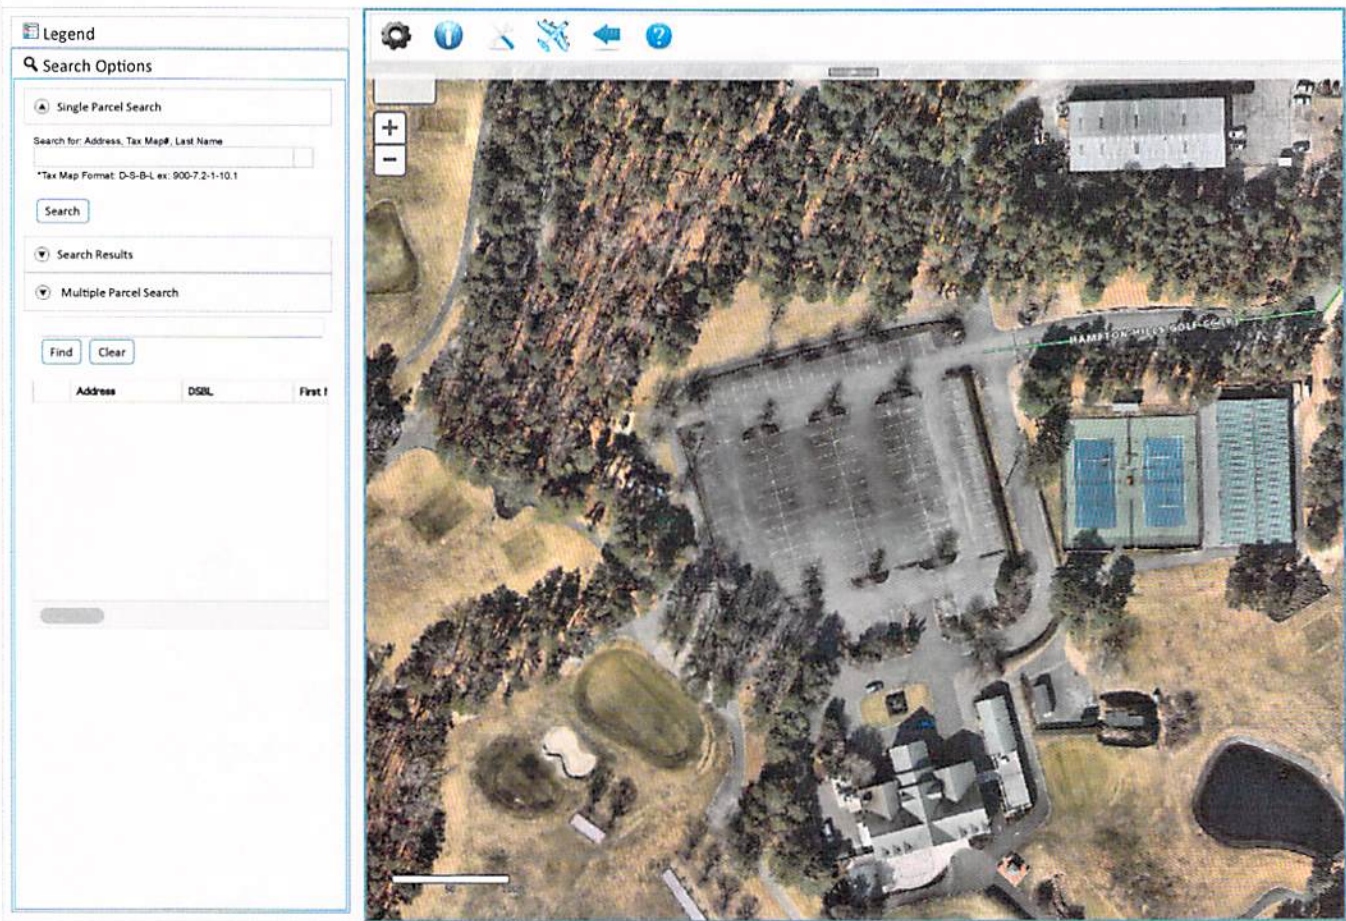 Legend
Search Options
Single Parcel Search
Search for: Address, Tax Map#, Last Name
*Tax Map Format: D-S-B-L ex: 900-7.2-1-10.1
Search
Search Results
Multiple Parcel Search
Find Clear
Address DSBL First
+
−
?
HAMPTON HILLS GOLF